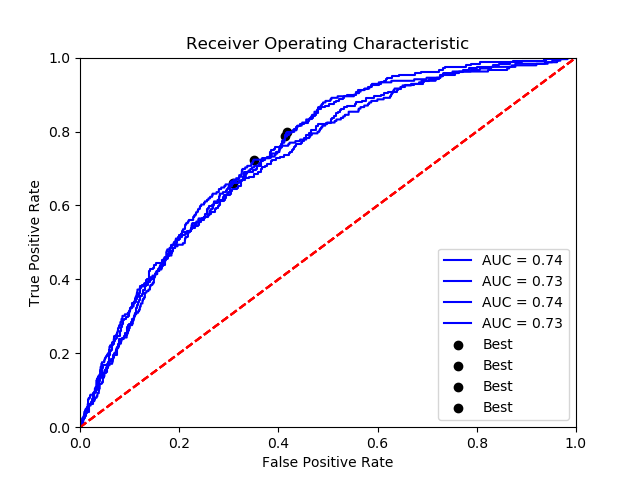 Receiver Operating Characteristic
True Positive Rate
1.0
0.8
0.6
0.4
0.2
0.0
AUC = 0.74
AUC = 0.73
AUC = 0.74
AUC = 0.73
Best
Best
Best
Best
0.0 0.2 0.4 0.6 0.8 1.0
False Positive Rate